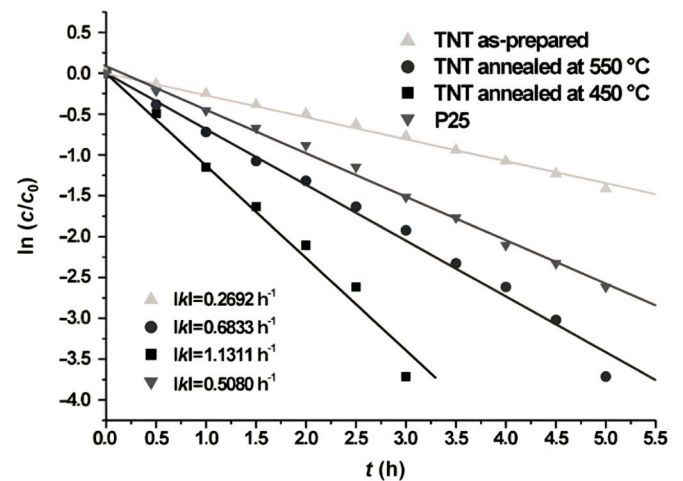 TNT as-prepared
TNT annealed at 550 °C
TNT annealed at 450 °C
P25
0.5
0.0
−0.5
−1.0
−1.5
−2.0
−2.5
−3.0
−3.5
−4.0
ln (c/c₀)
|k|=0.2692 h⁻¹
|k|=0.6833 h⁻¹
|k|=1.1311 h⁻¹
|k|=0.5080 h⁻¹
0.0 0.5 1.0 1.5 2.0 2.5 3.0 3.5 4.0 4.5 5.0 5.5
t (h)